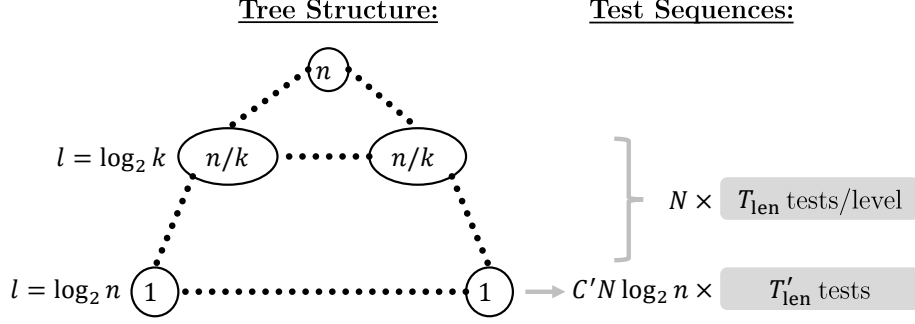 Tree Structure: Test Sequences:
n
l = log₂ k n/k n/k
N × T_len tests/level
l = log₂ n 1 1 C′N log₂ n × T′_len tests